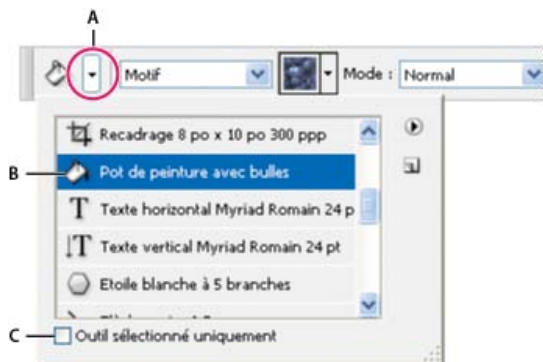 A
Motif Mode : Normal
Recadrage 8 po x 10 po 300 ppp
B Pot de peinture avec bulles
Texte horizontal Myriad Romain 24 p
Texte vertical Myriad Romain 24 pt
Etoile blanche à 5 branches
C Outil sélectionné uniquement